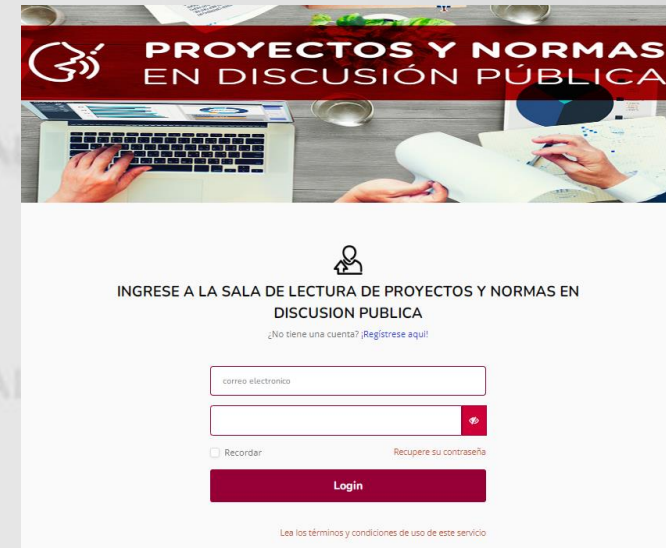 PROYECTOS Y NORMAS
EN DISCUSIÓN PÚBLICA
INGRESE A LA SALA DE LECTURA DE PROYECTOS Y NORMAS EN
DISCUSION PUBLICA
¿No tiene una cuenta? ¡Regístrese aqui!
correo electronico
Recordar
Recupere su contraseña
Login
Lea los términos y condiciones de uso de este servicio